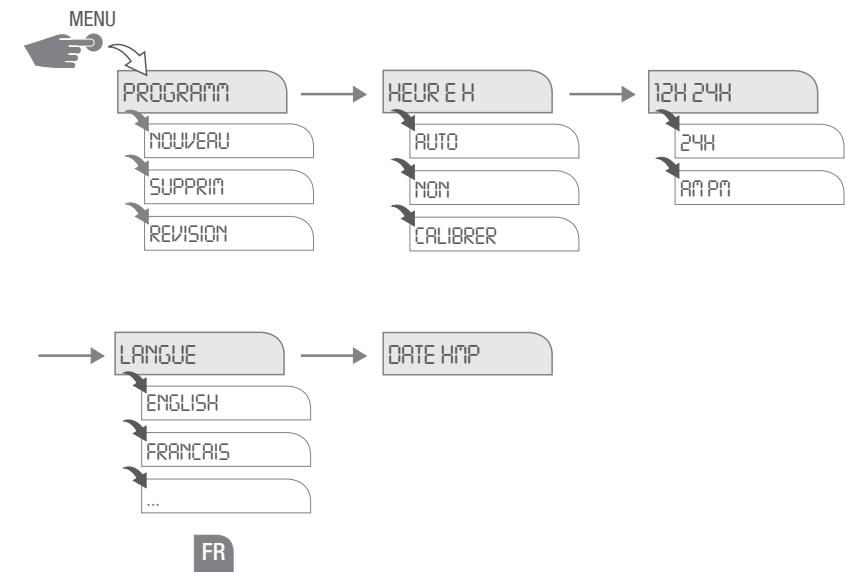 MENU
PROGRAMM
NOUVEAU
SUPPRIM
REVISION
HEUR E H
AUTO
NON
CALIBRER
12H 24H
24H
AM PM
LANGUE
ENGLISH
FRANCAIS
...
DATE HMP
FR